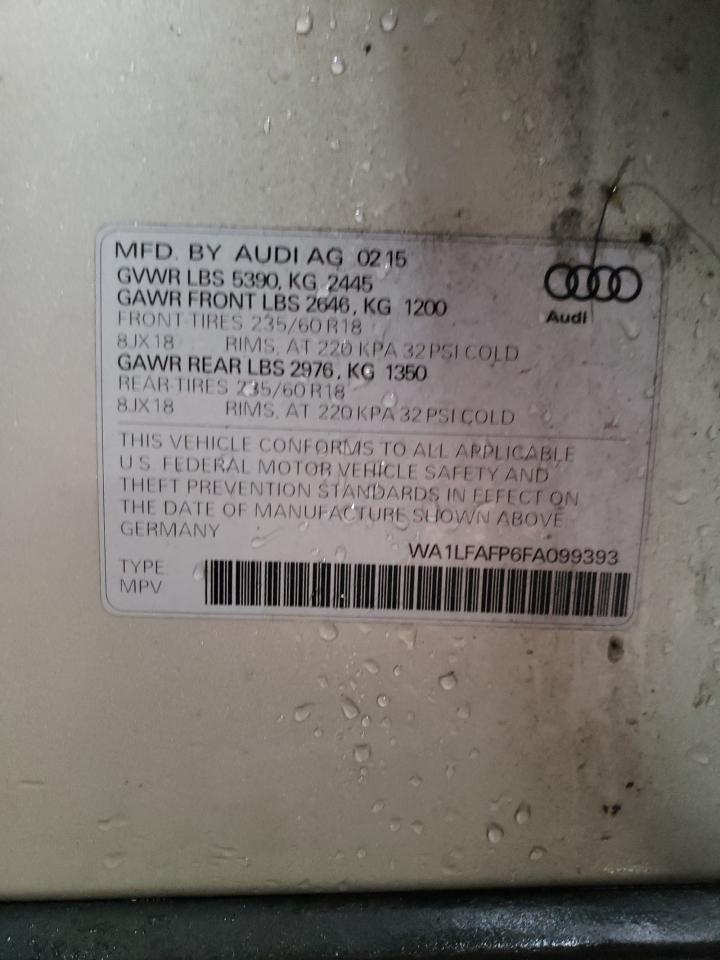 MFD. BY AUDI AG 02 15
GVWR LBS 5390, KG 2445
GAWR FRONT LBS 2646, KG 1200
FRONT TIRES 235/60 R18
8JX18 RIMS, AT 220 KPA 32 PSI COLD
GAWR REAR LBS 2976, KG 1350
REAR TIRES 235/60 R18
8JX18 RIMS, AT 220 KPA 32 PSI COLD
Audi
THIS VEHICLE CONFORMS TO ALL APPLICABLE
U.S. FEDERAL MOTOR VEHICLE SAFETY AND
THEFT PREVENTION STANDARDS IN EFFECT ON
THE DATE OF MANUFACTURE SHOWN ABOVE.
GERMANY
WA1LFAFP6FA099393
TYPE
MPV